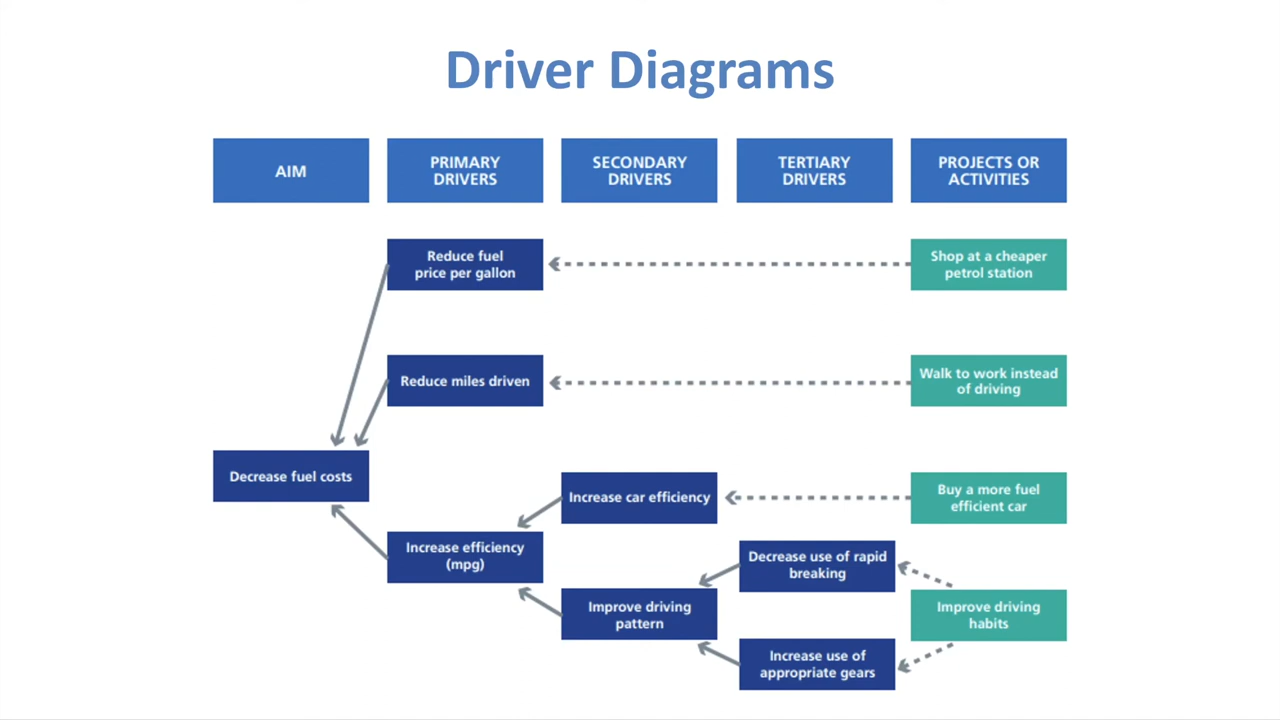 Driver Diagrams
AIM
PRIMARY
DRIVERS
SECONDARY
DRIVERS
TERTIARY
DRIVERS
PROJECTS OR
ACTIVITIES
Reduce fuel
price per gallon
Shop at a cheaper
petrol station
Reduce miles driven
Walk to work instead
of driving
Decrease fuel costs
Increase car efficiency
Buy a more fuel
efficient car
Increase efficiency
(mpg)
Decrease use of rapid
breaking
Improve driving
pattern
Improve driving
habits
Increase use of
appropriate gears